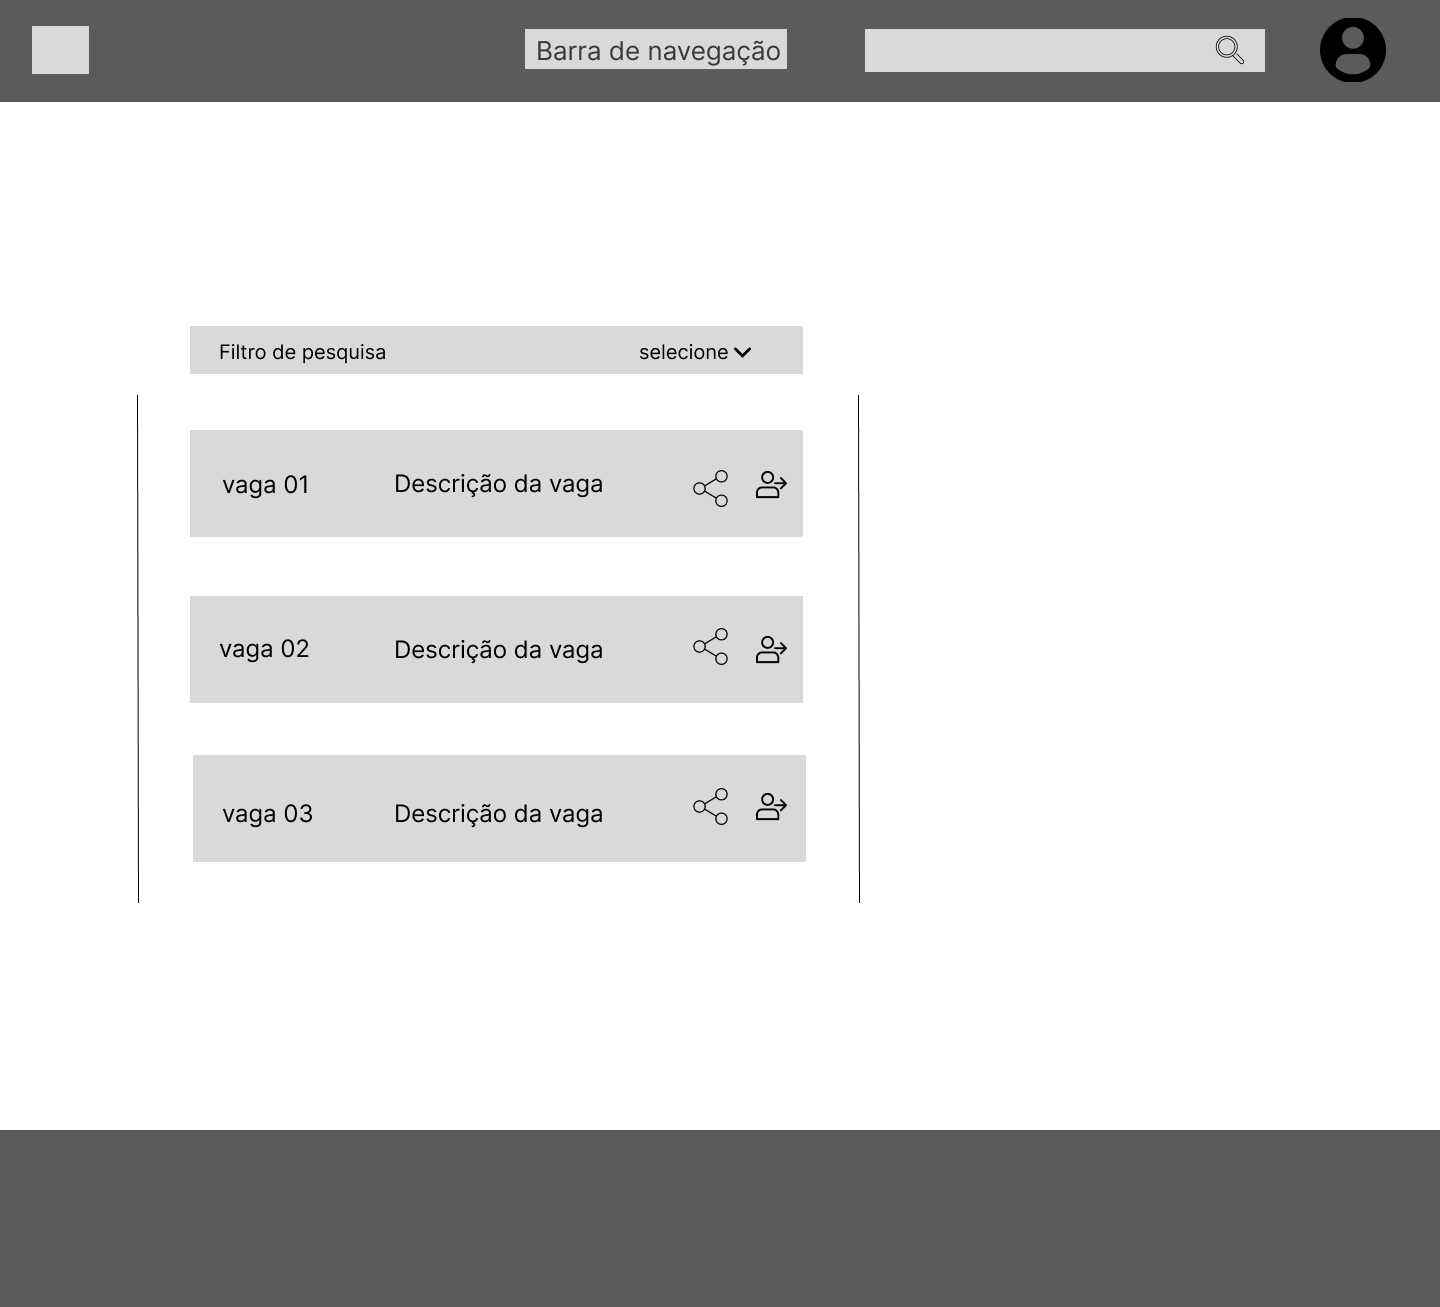 Barra de navegação
Filtro de pesquisa
selecione
vaga 01
Descrição da vaga
vaga 02
Descrição da vaga
vaga 03
Descrição da vaga